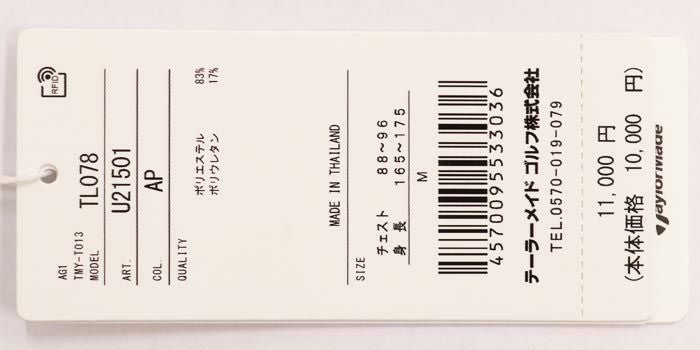 RFID
AG1
TMY-T013
MODEL TL078
ART. U21501
COL. AP
QUALITY
ポリエステル 83%
ポリウレタン 17%
MADE IN THAILAND
SIZE
チェスト 88~96
身長 165~175
M
4570095533036
テーラーメイド ゴルフ株式会社
TEL.0570-019-079
11,000 円
(本体価格 10,000 円)
TaylorMade